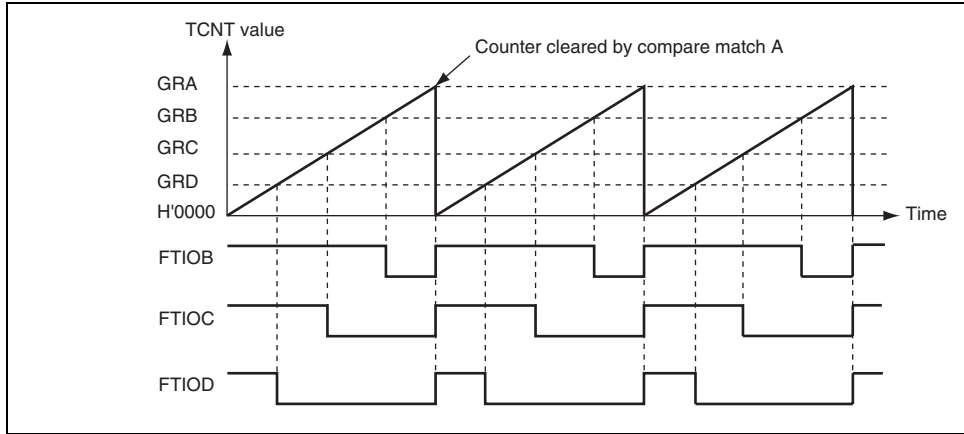 TCNT value
Counter cleared by compare match A
GRA
GRB
GRC
GRD
H'0000
Time
FTIOB
FTIOC
FTIOD